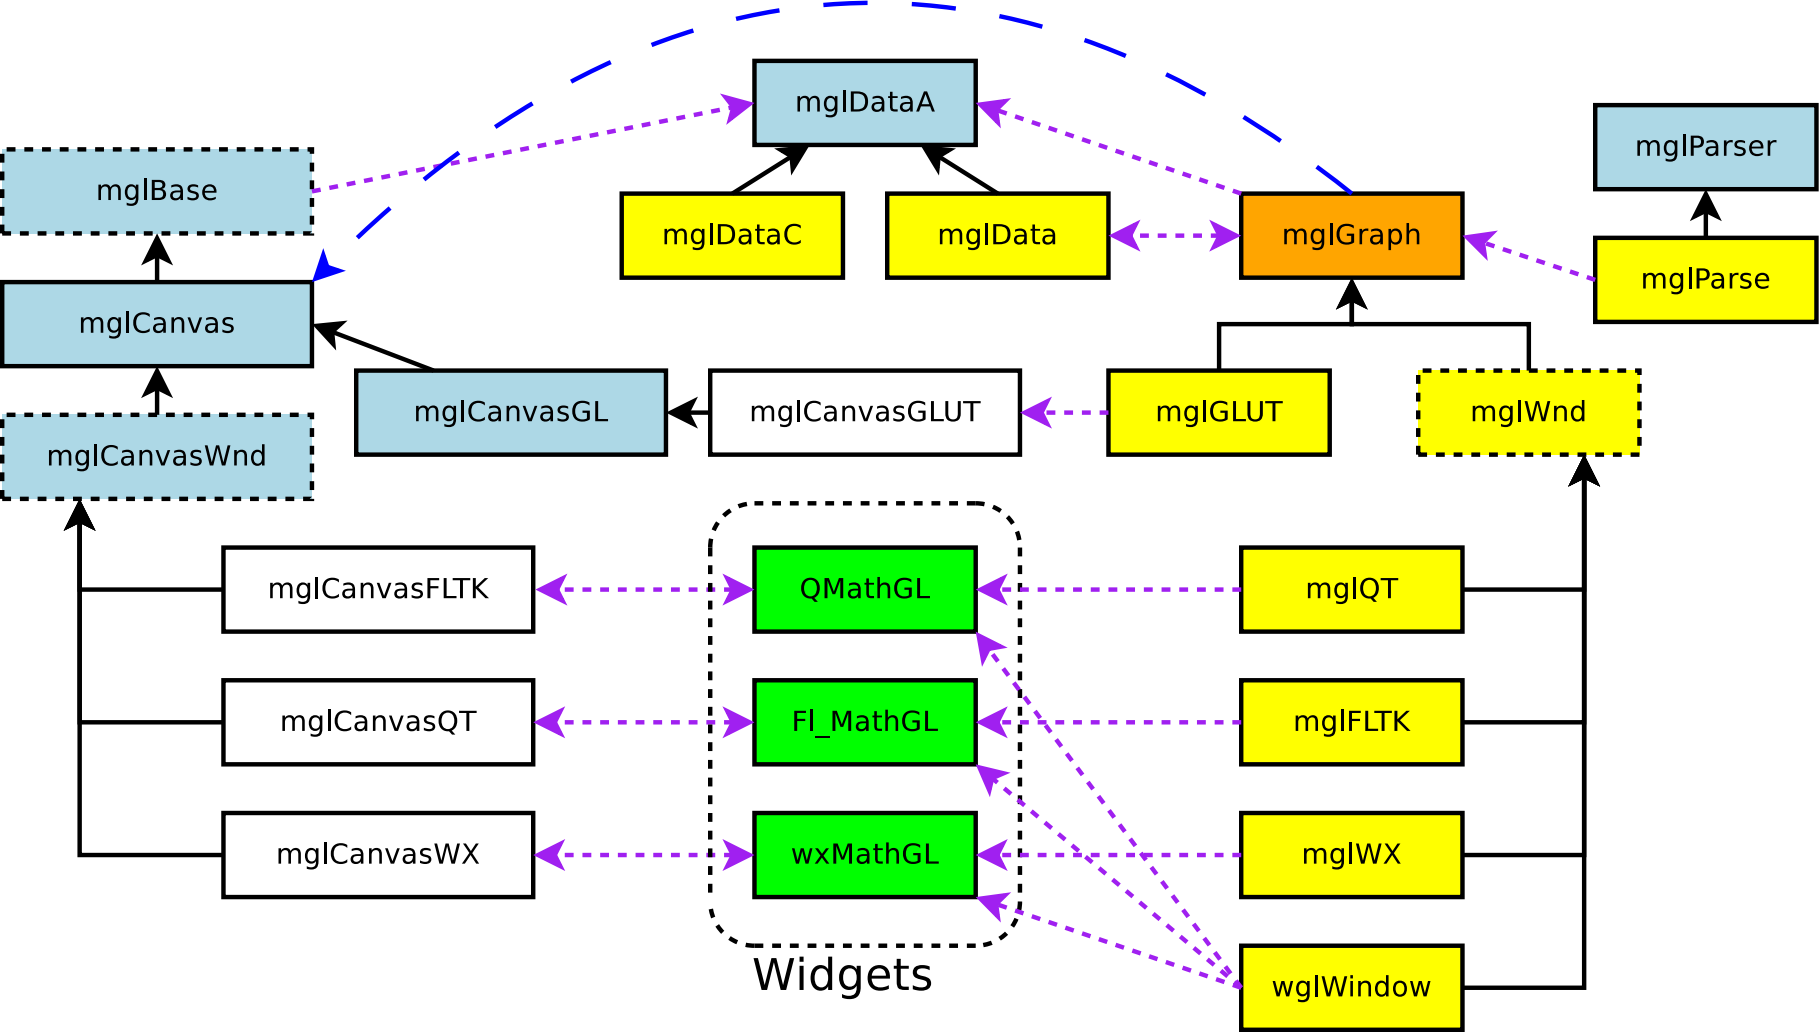 mglDataA
mglParser
mglBase
mglDataC
mglData
mglGraph
mglParse
mglCanvas
mglCanvasGL
mglCanvasGLUT
mglGLUT
mglWnd
mglCanvasWnd
mglCanvasFLTK
QMathGL
mglQT
mglCanvasQT
Fl_MathGL
mglFLTK
mglCanvasWX
wxMathGL
mglWX
Widgets
wglWindow